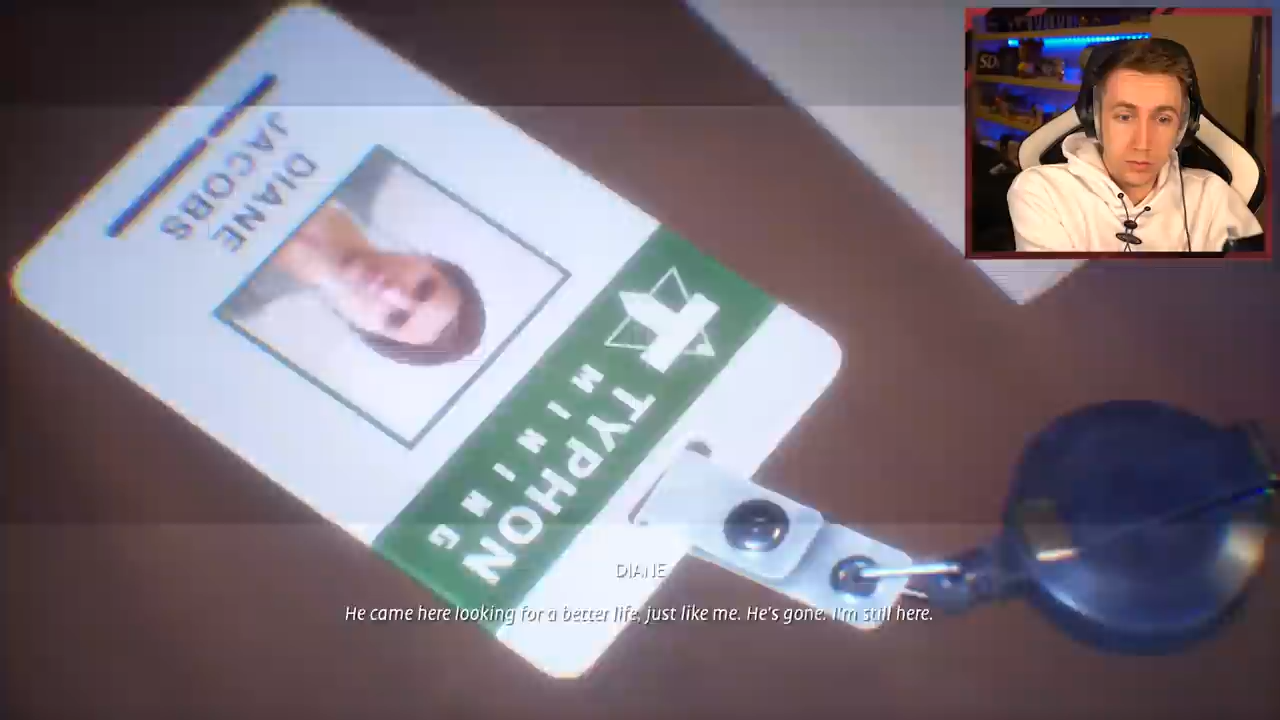 SD
DIANE
JACOBS
TYPHON
MINING
DIANE
He came here looking for a better life, just like me. He's gone. I'm still here.